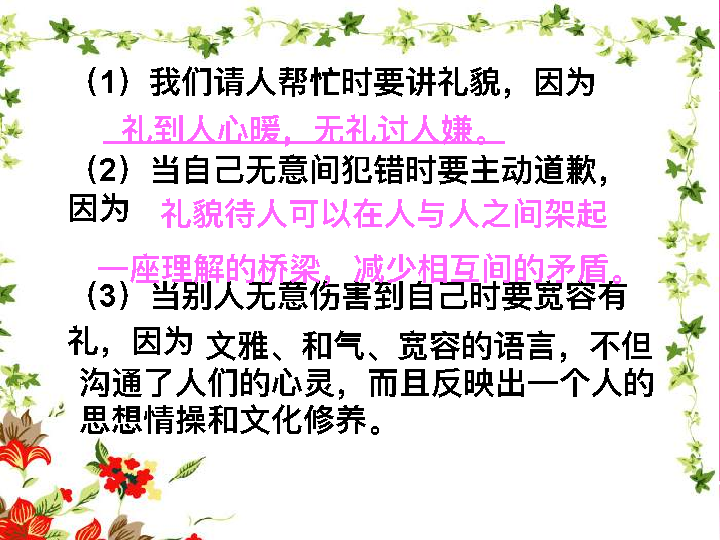 （1）我们请人帮忙时要讲礼貌，因为
礼到人心暖，无礼讨人嫌。
（2）当自己无意间犯错时要主动道歉，
因为 礼貌待人可以在人与人之间架起
一座理解的桥梁，减少相互间的矛盾。
（3）当别人无意伤害到自己时要宽容有
礼，因为 文雅、和气、宽容的语言，不但
沟通了人们的心灵，而且反映出一个人的
思想情操和文化修养。